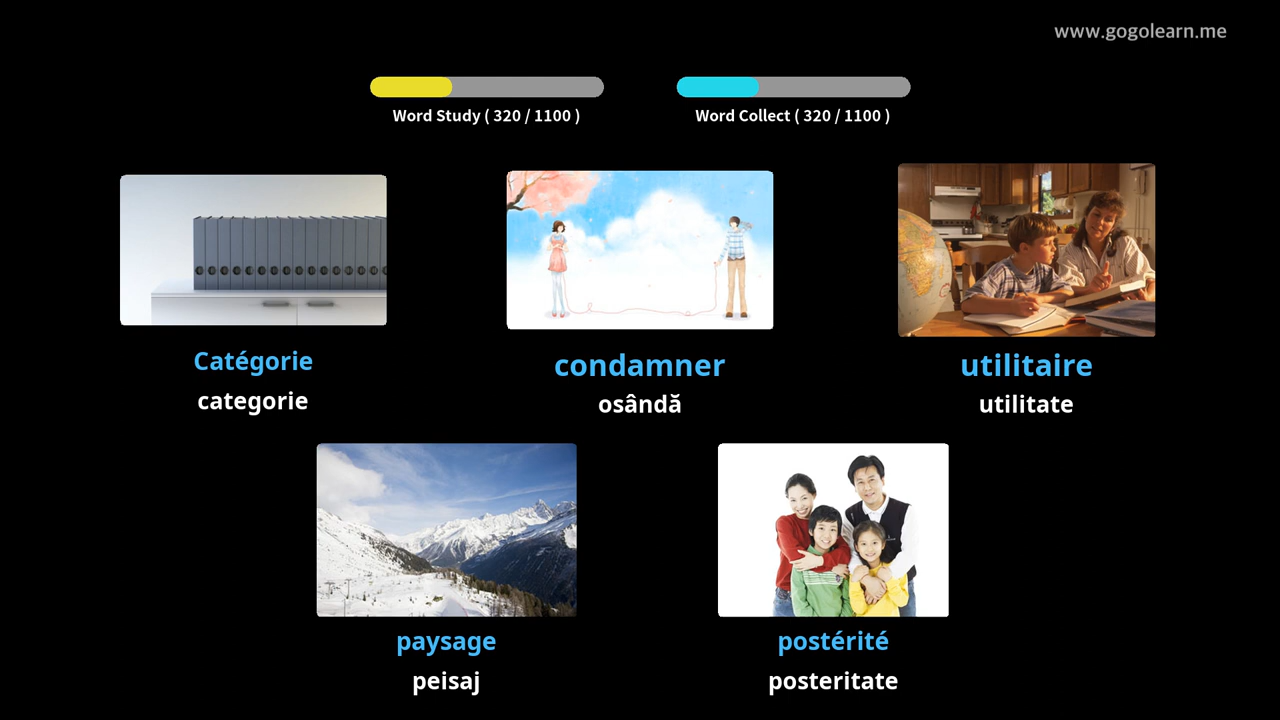 www.gogolearn.me
Word Study ( 320 / 1100 )
Word Collect ( 320 / 1100 )
Catégorie
categorie
condamner
osândă
utilitaire
utilitate
paysage
peisaj
postérité
posteritate